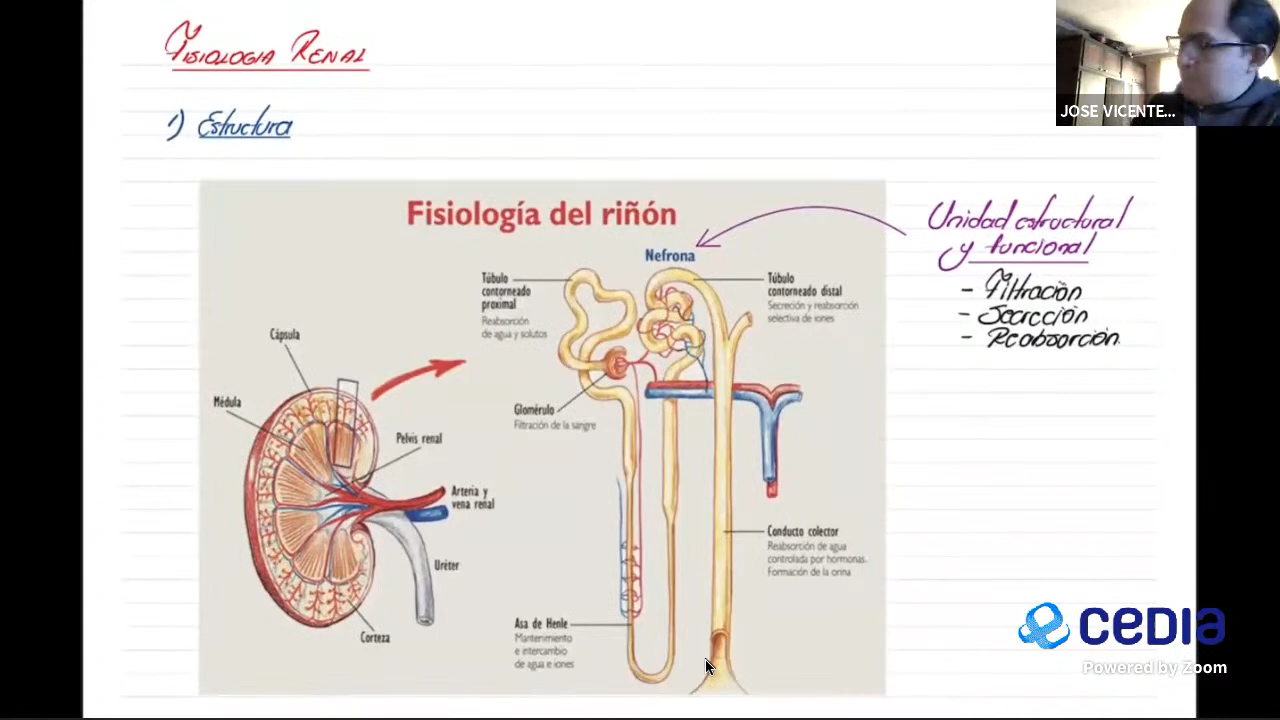 Fisiologia Renal
JOSE VICENTE...
1) Estructura
Fisiología del riñón
Unidad estructural
y funcional
- Filtración
- Secreción
- Reabsorción
Nefrona
Túbulo
contorneado
proximal
Reabsorción
de agua y solutos
Túbulo
contorneado distal
Secreción y reabsorción
selectiva de iones
Cápsula
Médula
Glomérulo
Filtración de la sangre
Pelvis renal
Arteria y
vena renal
Conducto colector
Reabsorción de agua
controlada por hormonas.
Formación de la orina
Uréter
Asa de Henle
Mantenimiento
e intercambio
de agua e iones
Corteza
CEDIA
Powered by Zoom